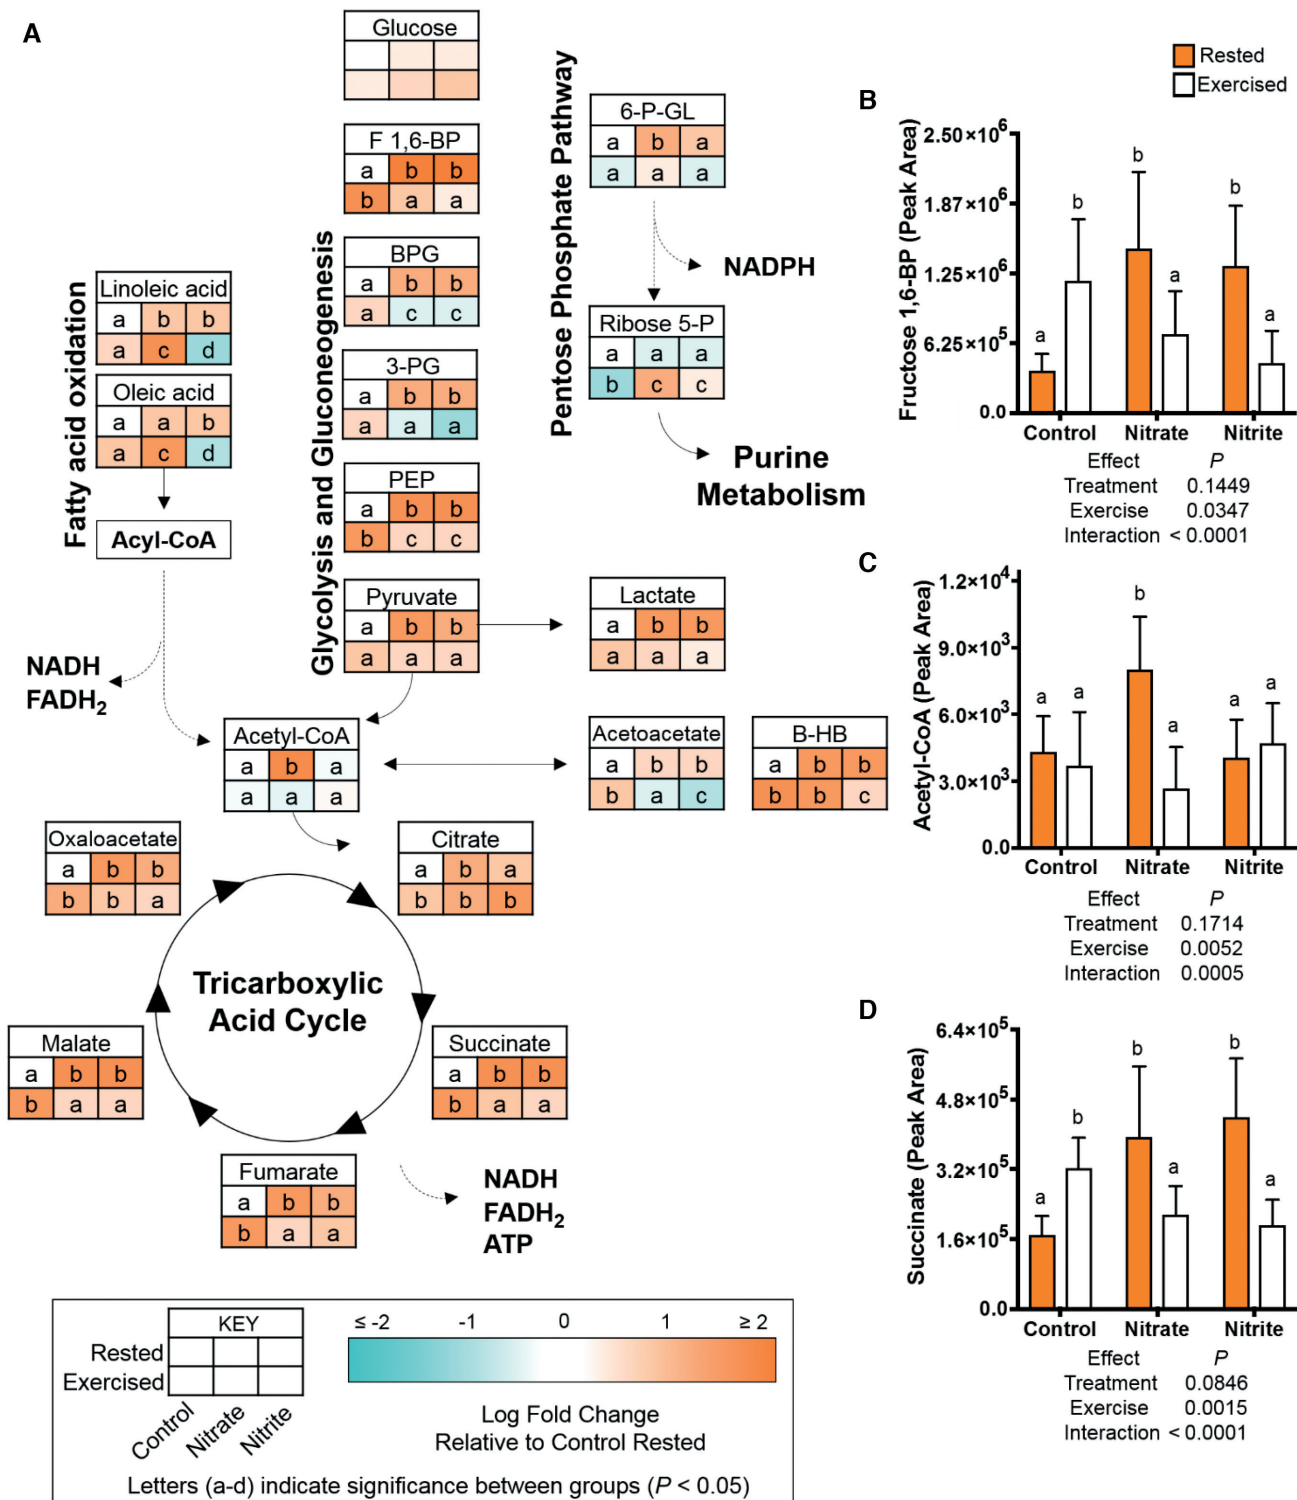 A
Glucose
F 1,6-BP
a b b
b a a
BPG
a b b
a c c
3-PG
a b b
a a a
PEP
a b b
b c c
Pyruvate
a b b
a a a
Glycolysis and Gluconeogenesis
Pentose Phosphate Pathway
6-P-GL
a b a
a a a
NADPH
Ribose 5-P
a a a
b c c
Purine
Metabolism
Fatty acid oxidation
Linoleic acid
a b b
a c d
Oleic acid
a a b
a c d
Acyl-CoA
NADH
FADH2
Lactate
a b b
a a a
Acetyl-CoA
a b a
a a a
Acetoacetate
a b b
b a c
B-HB
a b b
b b c
Oxaloacetate
a b b
b b a
Citrate
a b a
b b b
Tricarboxylic
Acid Cycle
Malate
a b b
b a a
Succinate
a b b
b a a
Fumarate
a b b
b a a
NADH
FADH2
ATP
KEY
Rested
Exercised
Control
Nitrate
Nitrite
≤ -2 -1 0 1 ≥ 2
Log Fold Change
Relative to Control Rested
Letters (a-d) indicate significance between groups (P < 0.05)
Rested
Exercised
B
Fructose 1,6-BP (Peak Area)
2.50×10⁶
1.87×10⁶
1.25×10⁶
6.25×10⁵
0.0
a b b a b a
Control Nitrate Nitrite
Effect P
Treatment 0.1449
Exercise 0.0347
Interaction < 0.0001
C
Acetyl-CoA (Peak Area)
1.2×10⁴
9.0×10³
6.0×10³
3.0×10³
0.0
a a b a a a
Control Nitrate Nitrite
Effect P
Treatment 0.1714
Exercise 0.0052
Interaction 0.0005
D
Succinate (Peak Area)
6.4×10⁵
4.8×10⁵
3.2×10⁵
1.6×10⁵
0.0
a b b a b a
Control Nitrate Nitrite
Effect P
Treatment 0.0846
Exercise 0.0015
Interaction < 0.0001